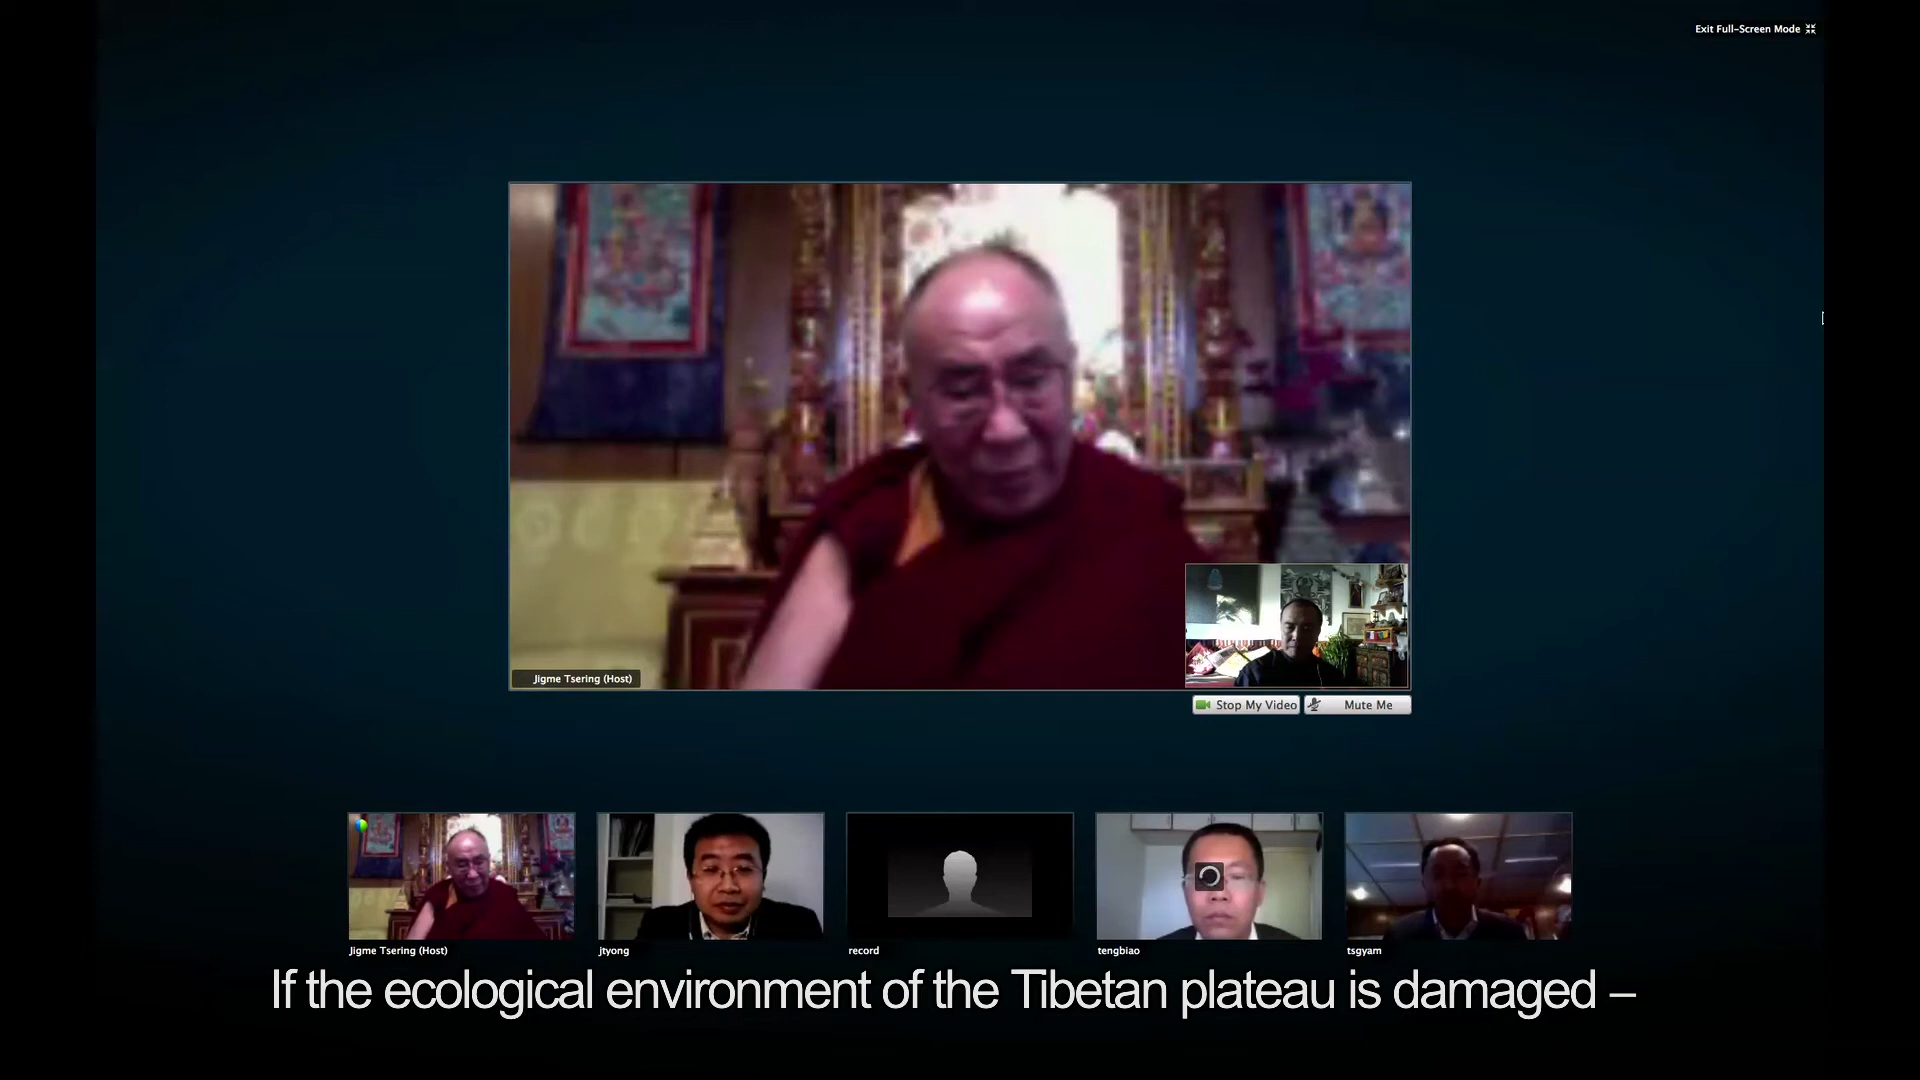 Exit Full-Screen Mode
Jigme Tsering (Host)
Stop My Video
Mute Me
Jigme Tsering (Host)
jtyong
record
tengbiao
tsgyam
If the ecological environment of the Tibetan plateau is damaged –